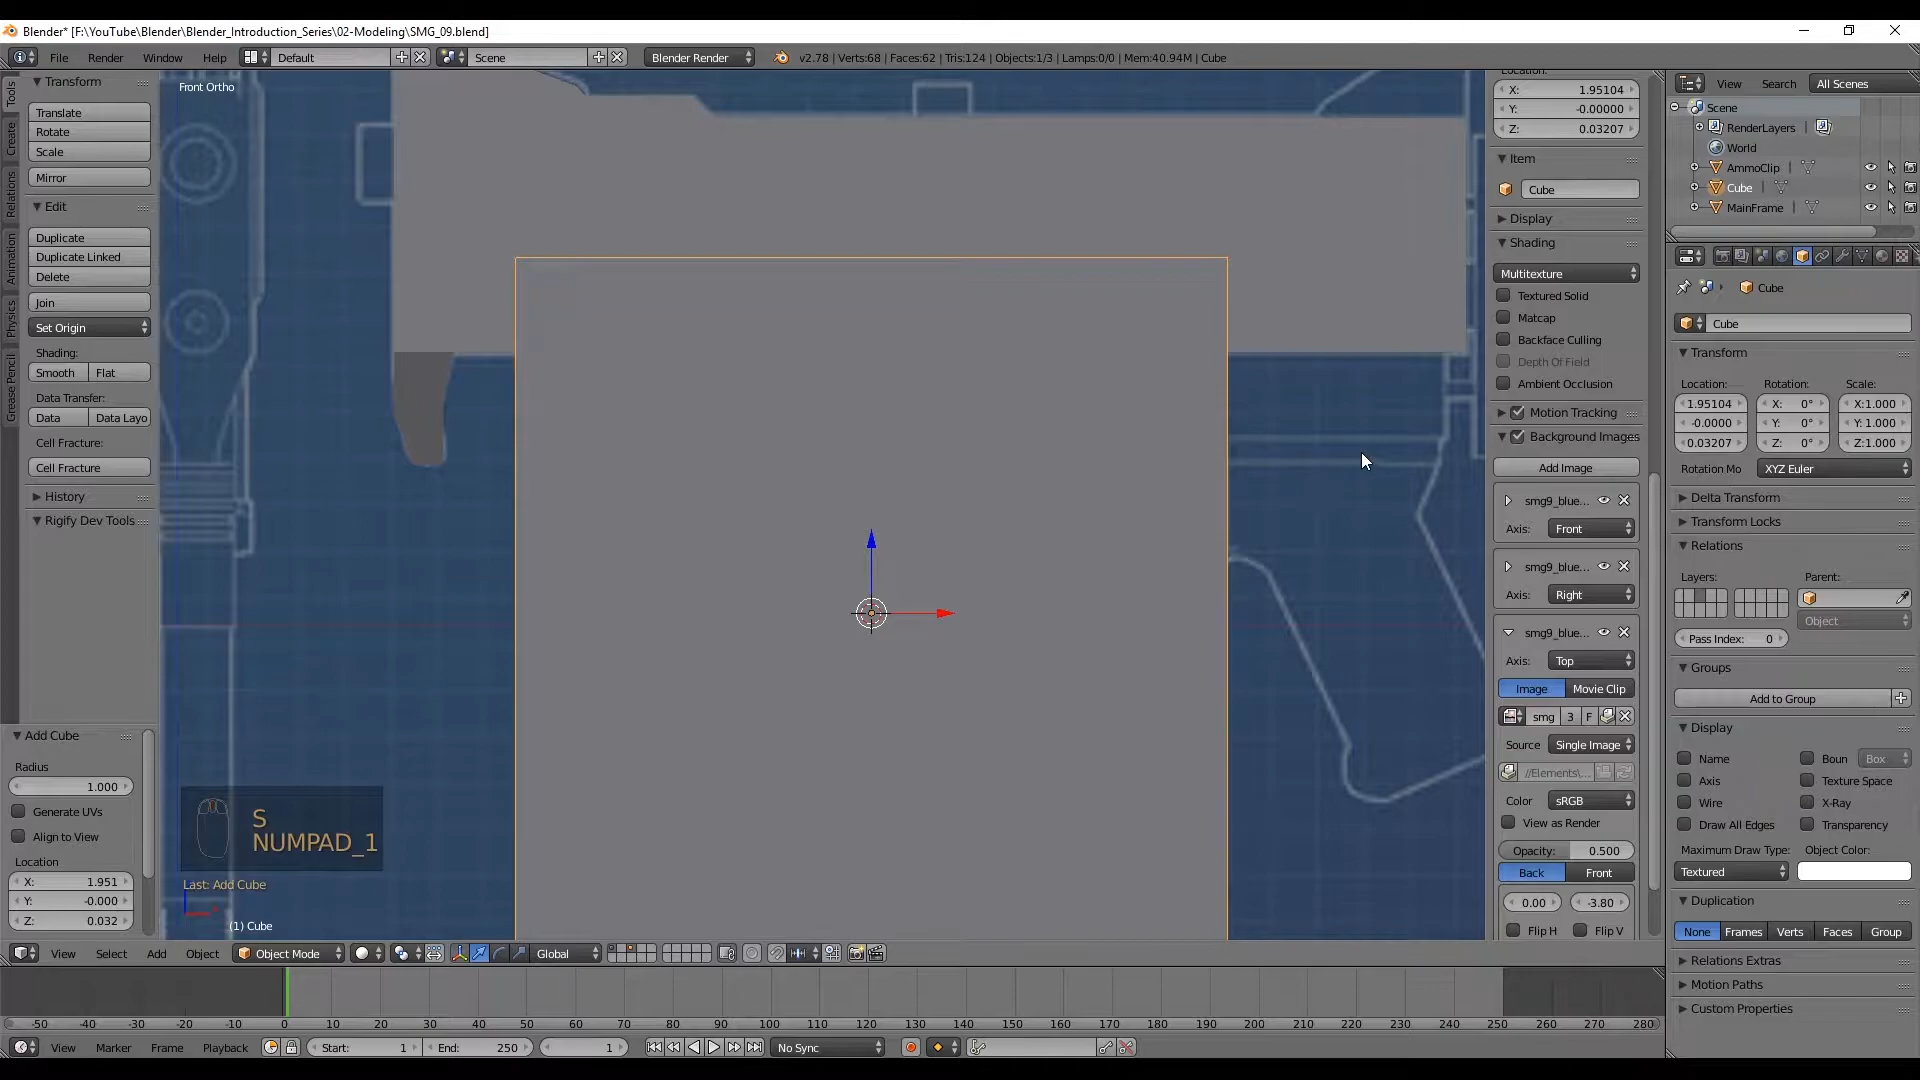 Blender* [F:\YouTube\Blender\Blender_Introduction_Series\02-Modeling\SMG_09.blend]
File Render Window Help Default Scene Blender Render v2.78 | Verts:68 | Faces:62 | Tris:124 | Objects:1/3 | Lamps:0/0 | Mem:40.94M | Cube
Tools
Create
Relations
Animation
Physics
Grease Pencil
Transform
Translate
Rotate
Scale
Mirror
Edit
Duplicate
Duplicate Linked
Delete
Join
Set Origin
Shading:
Smooth Flat
Data Transfer:
Data Data Layo
Cell Fracture:
Cell Fracture
History
Rigify Dev Tools
Add Cube
Radius
1.000
Generate UVs
Align to View
Location
X: 1.951
Y: -0.000
Z: 0.032
Front Ortho
S
NUMPAD_1
Last: Add Cube
(1) Cube
Location:
X: 1.95104
Y: -0.00000
Z: 0.03207
Item
Cube
Display
Shading
Multitexture
Textured Solid
Matcap
Backface Culling
Depth Of Field
Ambient Occlusion
Motion Tracking
Background Images
Add Image
smg9_blue...
Axis: Front
smg9_blue...
Axis: Right
smg9_blue...
Axis: Top
Image Movie Clip
smg 3 F
Source Single Image
//Elements\...
Color sRGB
View as Render
Opacity: 0.500
Back Front
0.00 -3.80
Flip H Flip V
View Search All Scenes
Scene
RenderLayers
World
AmmoClip
Cube
MainFrame
Cube
Cube
Transform
Location: Rotation: Scale:
1.95104 X: 0° X:1.000
-0.0000 Y: 0° Y: 1.000
0.03207 Z: 0° Z:1.000
Rotation Mo XYZ Euler
Delta Transform
Transform Locks
Relations
Layers: Parent:
Object
Pass Index: 0
Groups
Add to Group
Display
Name Boun Box
Axis Texture Space
Wire X-Ray
Draw All Edges Transparency
Maximum Draw Type: Object Color:
Textured
Duplication
None Frames Verts Faces Group
Relations Extras
Motion Paths
Custom Properties
View Select Add Object Object Mode Global
-50 -40 -30 -20 -10 0 10 20 30 40 50 60 70 80 90 100 110 120 130 140 150 160 170 180 190 200 210 220 230 240 250 260 270 280
View Marker Frame Playback Start: 1 End: 250 1 No Sync